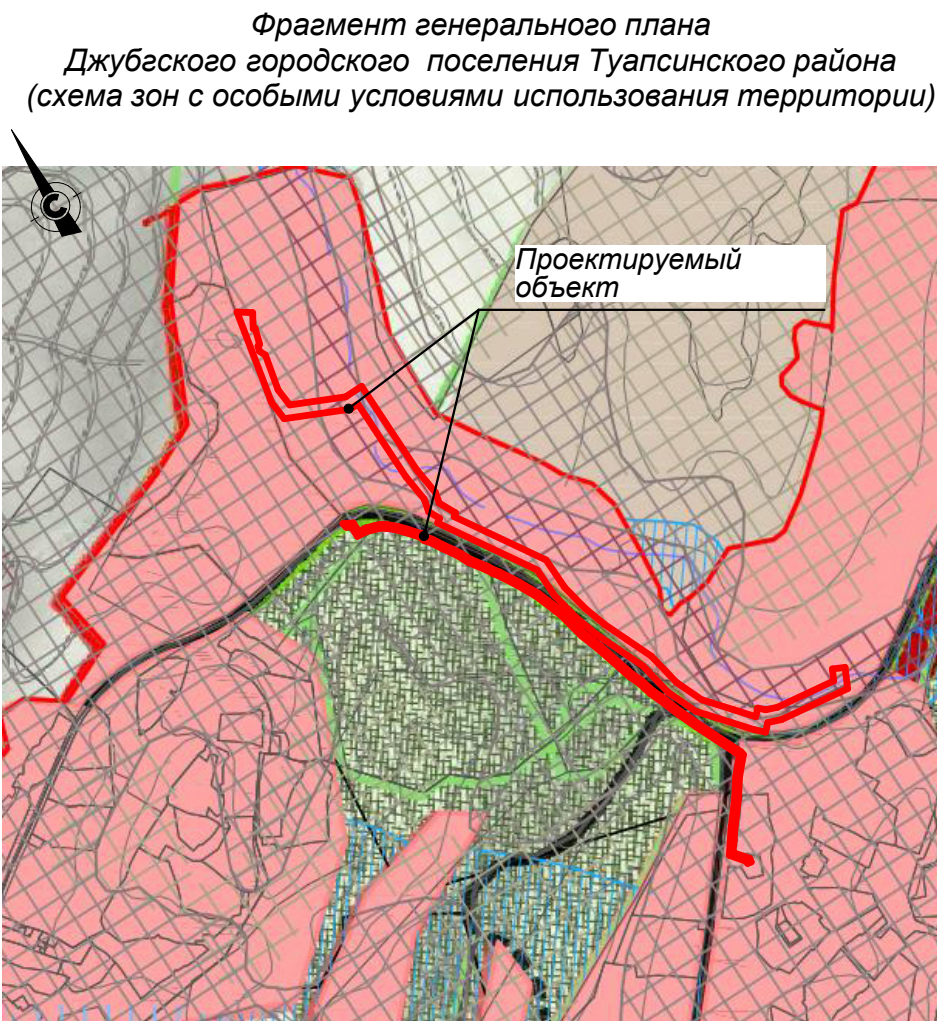 Фрагмент генерального плана
Джубгского городского поселения Туапсинского района
(схема зон с особыми условиями использования территории)
С
Проектируемый
объект